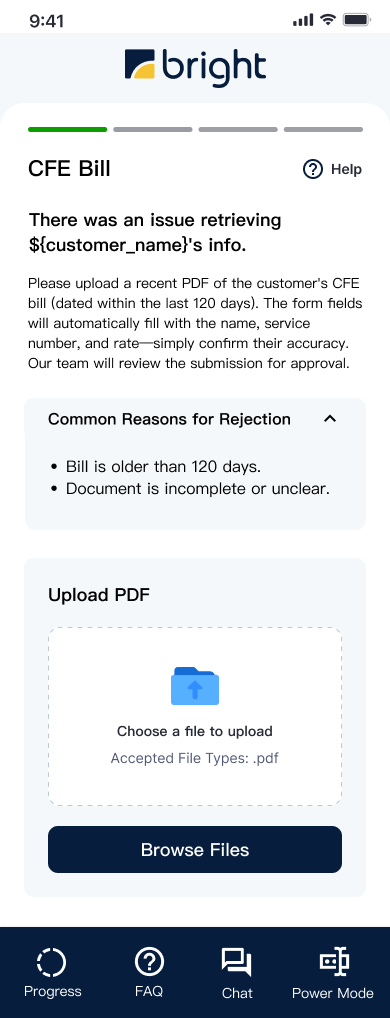 9:41
bright
CFE Bill
Help
There was an issue retrieving
${customer_name}'s info.
Please upload a recent PDF of the customer's CFE
bill (dated within the last 120 days). The form fields
will automatically fill with the name, service
number, and rate—simply confirm their accuracy.
Our team will review the submission for approval.
Common Reasons for Rejection
• Bill is older than 120 days.
• Document is incomplete or unclear.
Upload PDF
Choose a file to upload
Accepted File Types: .pdf
Browse Files
Progress
FAQ
Chat
Power Mode